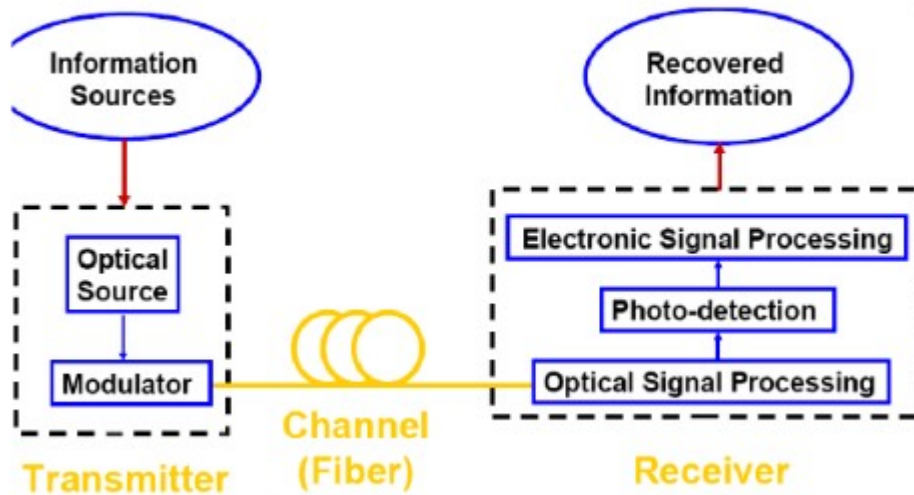 Information
Sources
Recovered
Information
Optical
Source
Modulator
Electronic Signal Processing
Photo-detection
Optical Signal Processing
Channel
(Fiber)
Transmitter
Receiver